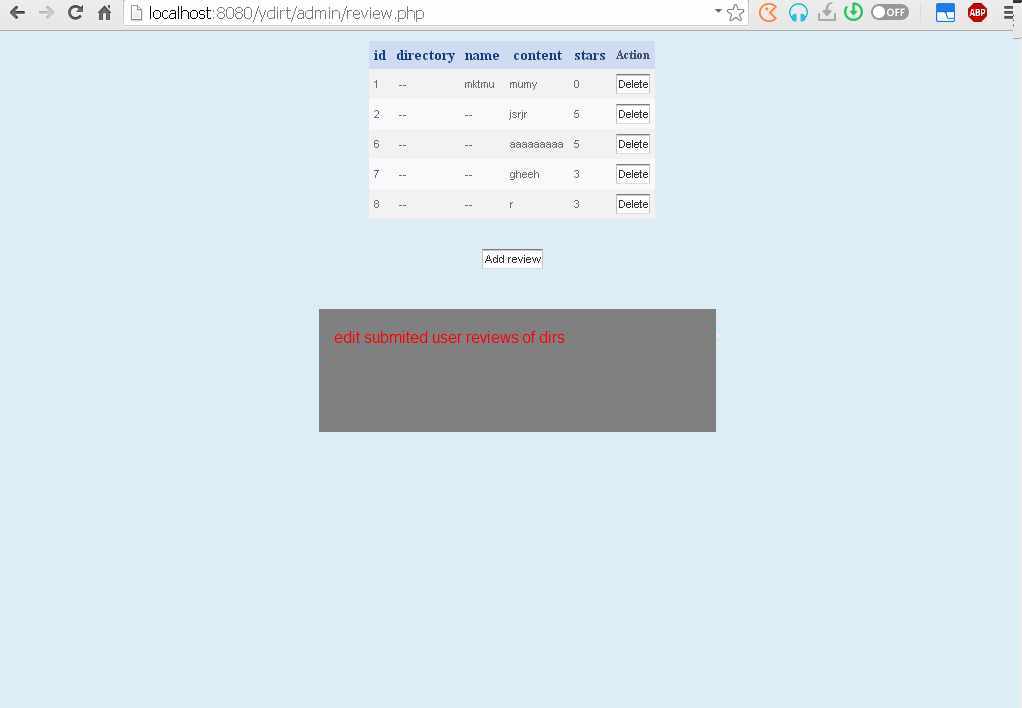 localhost:8080/ydirt/admin/review.php OFF ABP
id directory name content stars Action
1 -- mktmu mumy 0 Delete
2 -- -- jsrjr 5 Delete
6 -- -- aaaaaaaaa 5 Delete
7 -- -- gheeh 3 Delete
8 -- -- r 3 Delete
Add review
edit submited user reviews of dirs